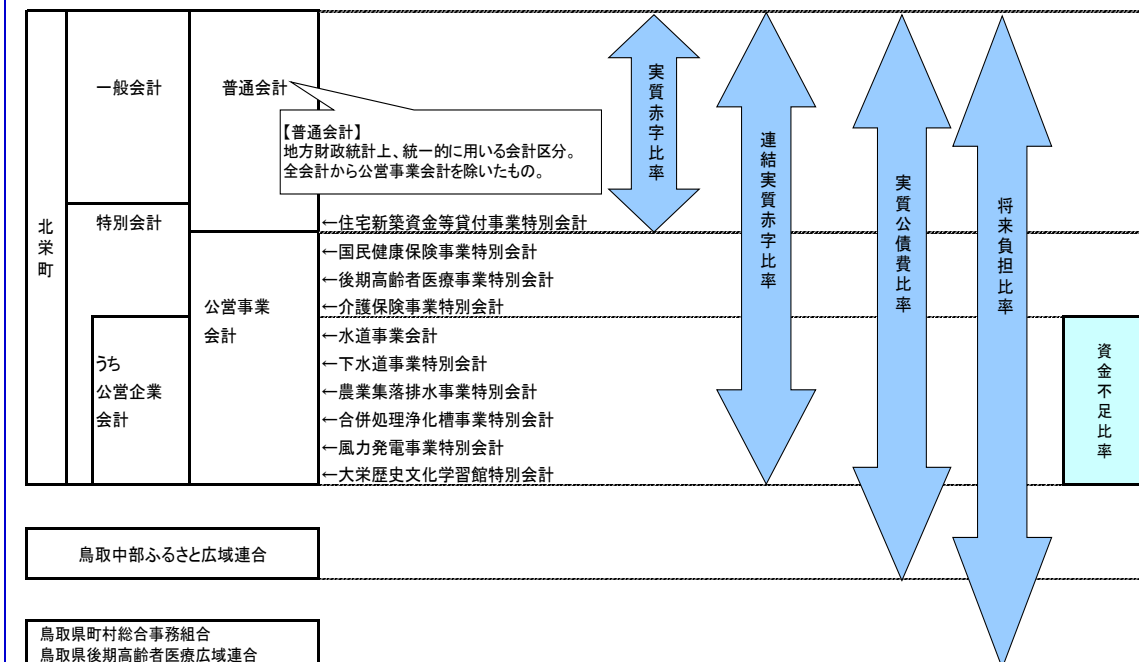 北栄町
一般会計
普通会計
【普通会計】
地方財政統計上、統一的に用いる会計区分。
全会計から公営事業会計を除いたもの。
特別会計
公営事業
会計
うち
公営企業
会計
←住宅新築資金等貸付事業特別会計
←国民健康保険事業特別会計
←後期高齢者医療事業特別会計
←介護保険事業特別会計
←水道事業会計
←下水道事業特別会計
←農業集落排水事業特別会計
←合併処理浄化槽事業特別会計
←風力発電事業特別会計
←大栄歴史文化学習館特別会計
実質赤字比率
連結実質赤字比率
実質公債費比率
将来負担比率
資金不足比率
鳥取中部ふるさと広域連合
鳥取県町村総合事務組合
鳥取県後期高齢者医療広域連合